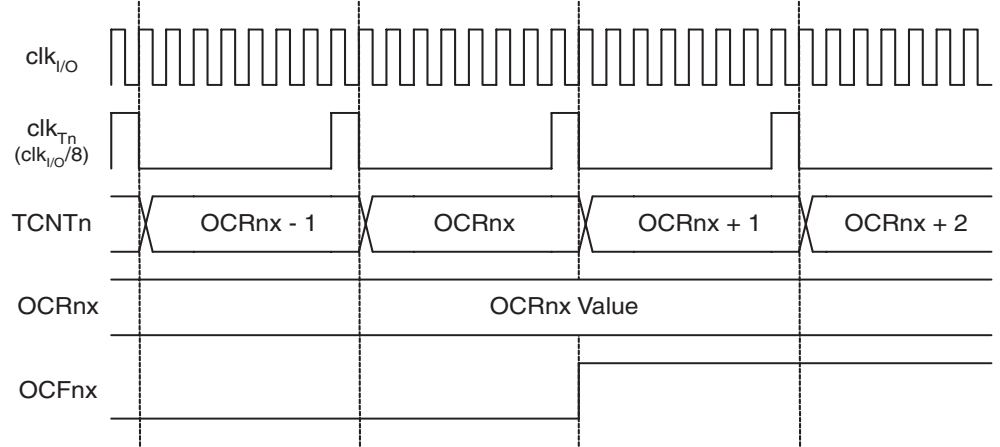 clkI/O
clkTn
(clkI/O/8)
TCNTn OCRnx - 1 OCRnx OCRnx + 1 OCRnx + 2
OCRnx OCRnx Value
OCFnx